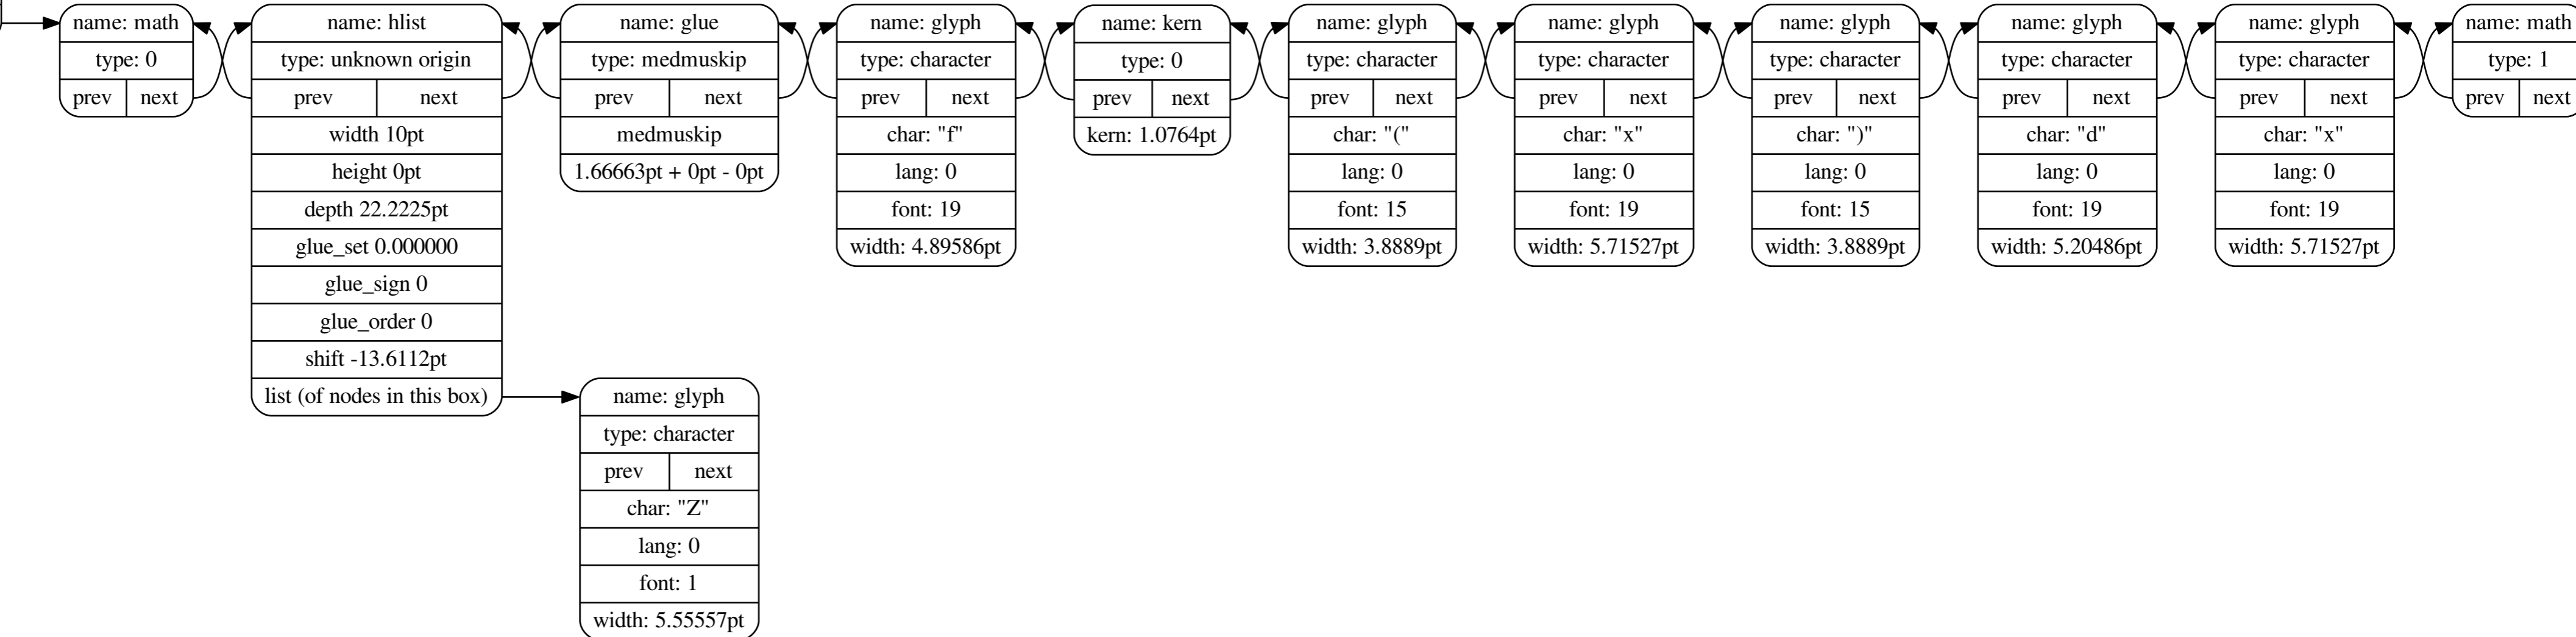 name: math
type: 0
prev next
name: hlist
type: unknown origin
prev next
width 10pt
height 0pt
depth 22.2225pt
glue_set 0.000000
glue_sign 0
glue_order 0
shift -13.6112pt
list (of nodes in this box)
name: glyph
type: character
prev next
char: "Z"
lang: 0
font: 1
width: 5.55557pt
name: glue
type: medmuskip
prev next
medmuskip
1.66663pt + 0pt - 0pt
name: glyph
type: character
prev next
char: "f"
lang: 0
font: 19
width: 4.89586pt
name: kern
type: 0
prev next
kern: 1.0764pt
name: glyph
type: character
prev next
char: "("
lang: 0
font: 15
width: 3.8889pt
name: glyph
type: character
prev next
char: "x"
lang: 0
font: 19
width: 5.71527pt
name: glyph
type: character
prev next
char: ")"
lang: 0
font: 15
width: 3.8889pt
name: glyph
type: character
prev next
char: "d"
lang: 0
font: 19
width: 5.20486pt
name: glyph
type: character
prev next
char: "x"
lang: 0
font: 19
width: 5.71527pt
name: math
type: 1
prev next